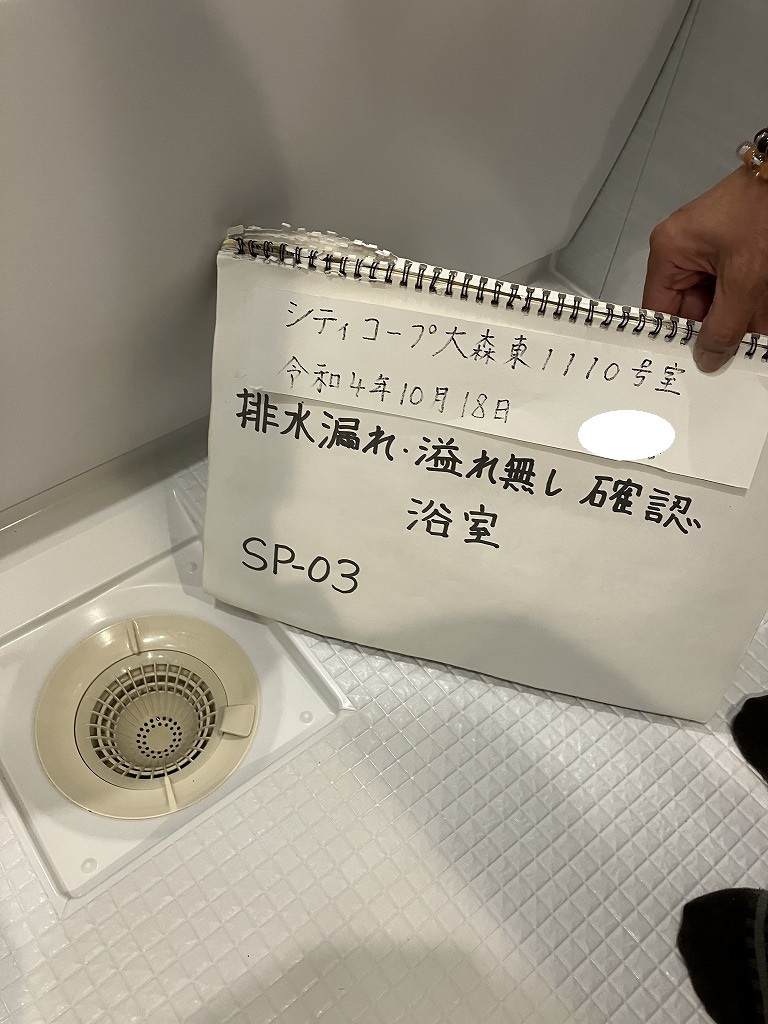 シティコープ大森東1110号室
令和4年10月18日
排水漏れ・溢れ無し確認
浴室
SP-03